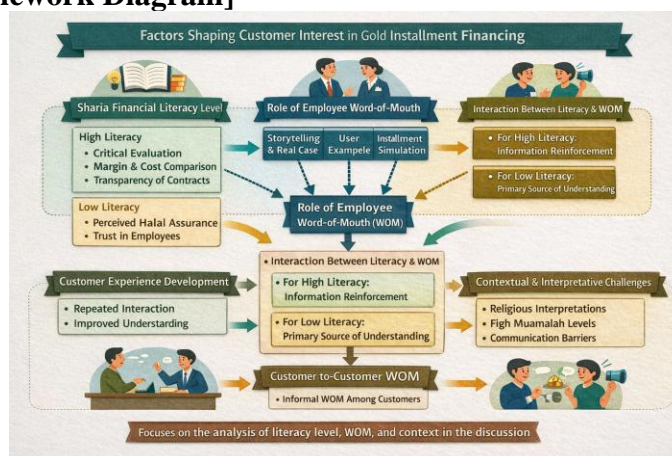 ework Diagram]
Factors Shaping Customer Interest in Gold Installment Financing
Sharia Financial Literacy Level
High Literacy
• Critical Evaluation
• Margin & Cost Comparison
• Transparency of Contracts
Low Literacy
• Perceived Halal Assurance
• Trust in Employees
Role of Employee Word-of-Mouth
Storytelling
& Real Case
User
Exampele
Installment
Simulation
Interaction Between Literacy & WOM
• For High Literacy:
Information Reinforcement
• For Low Literacy:
Primary Source of Understanding
Role of Employee
Word-of-Mouth (WOM)
• Interaction Between Literacy & WOM
• For High Literacy:
Information Reinforcement
• For Low Literacy:
Primary Source of Understanding
Customer Experience Development
• Repeated Interaction
• Improved Understanding
Contextual & Interpretative Challenges
• Religious Interpretations
• Figh Muamalah Levels
• Communication Barriers
Customer to-Customer WOM
• Informal WOM Among Customers
Focuses on the analysis of literacy level, WOM, and context in the discussion